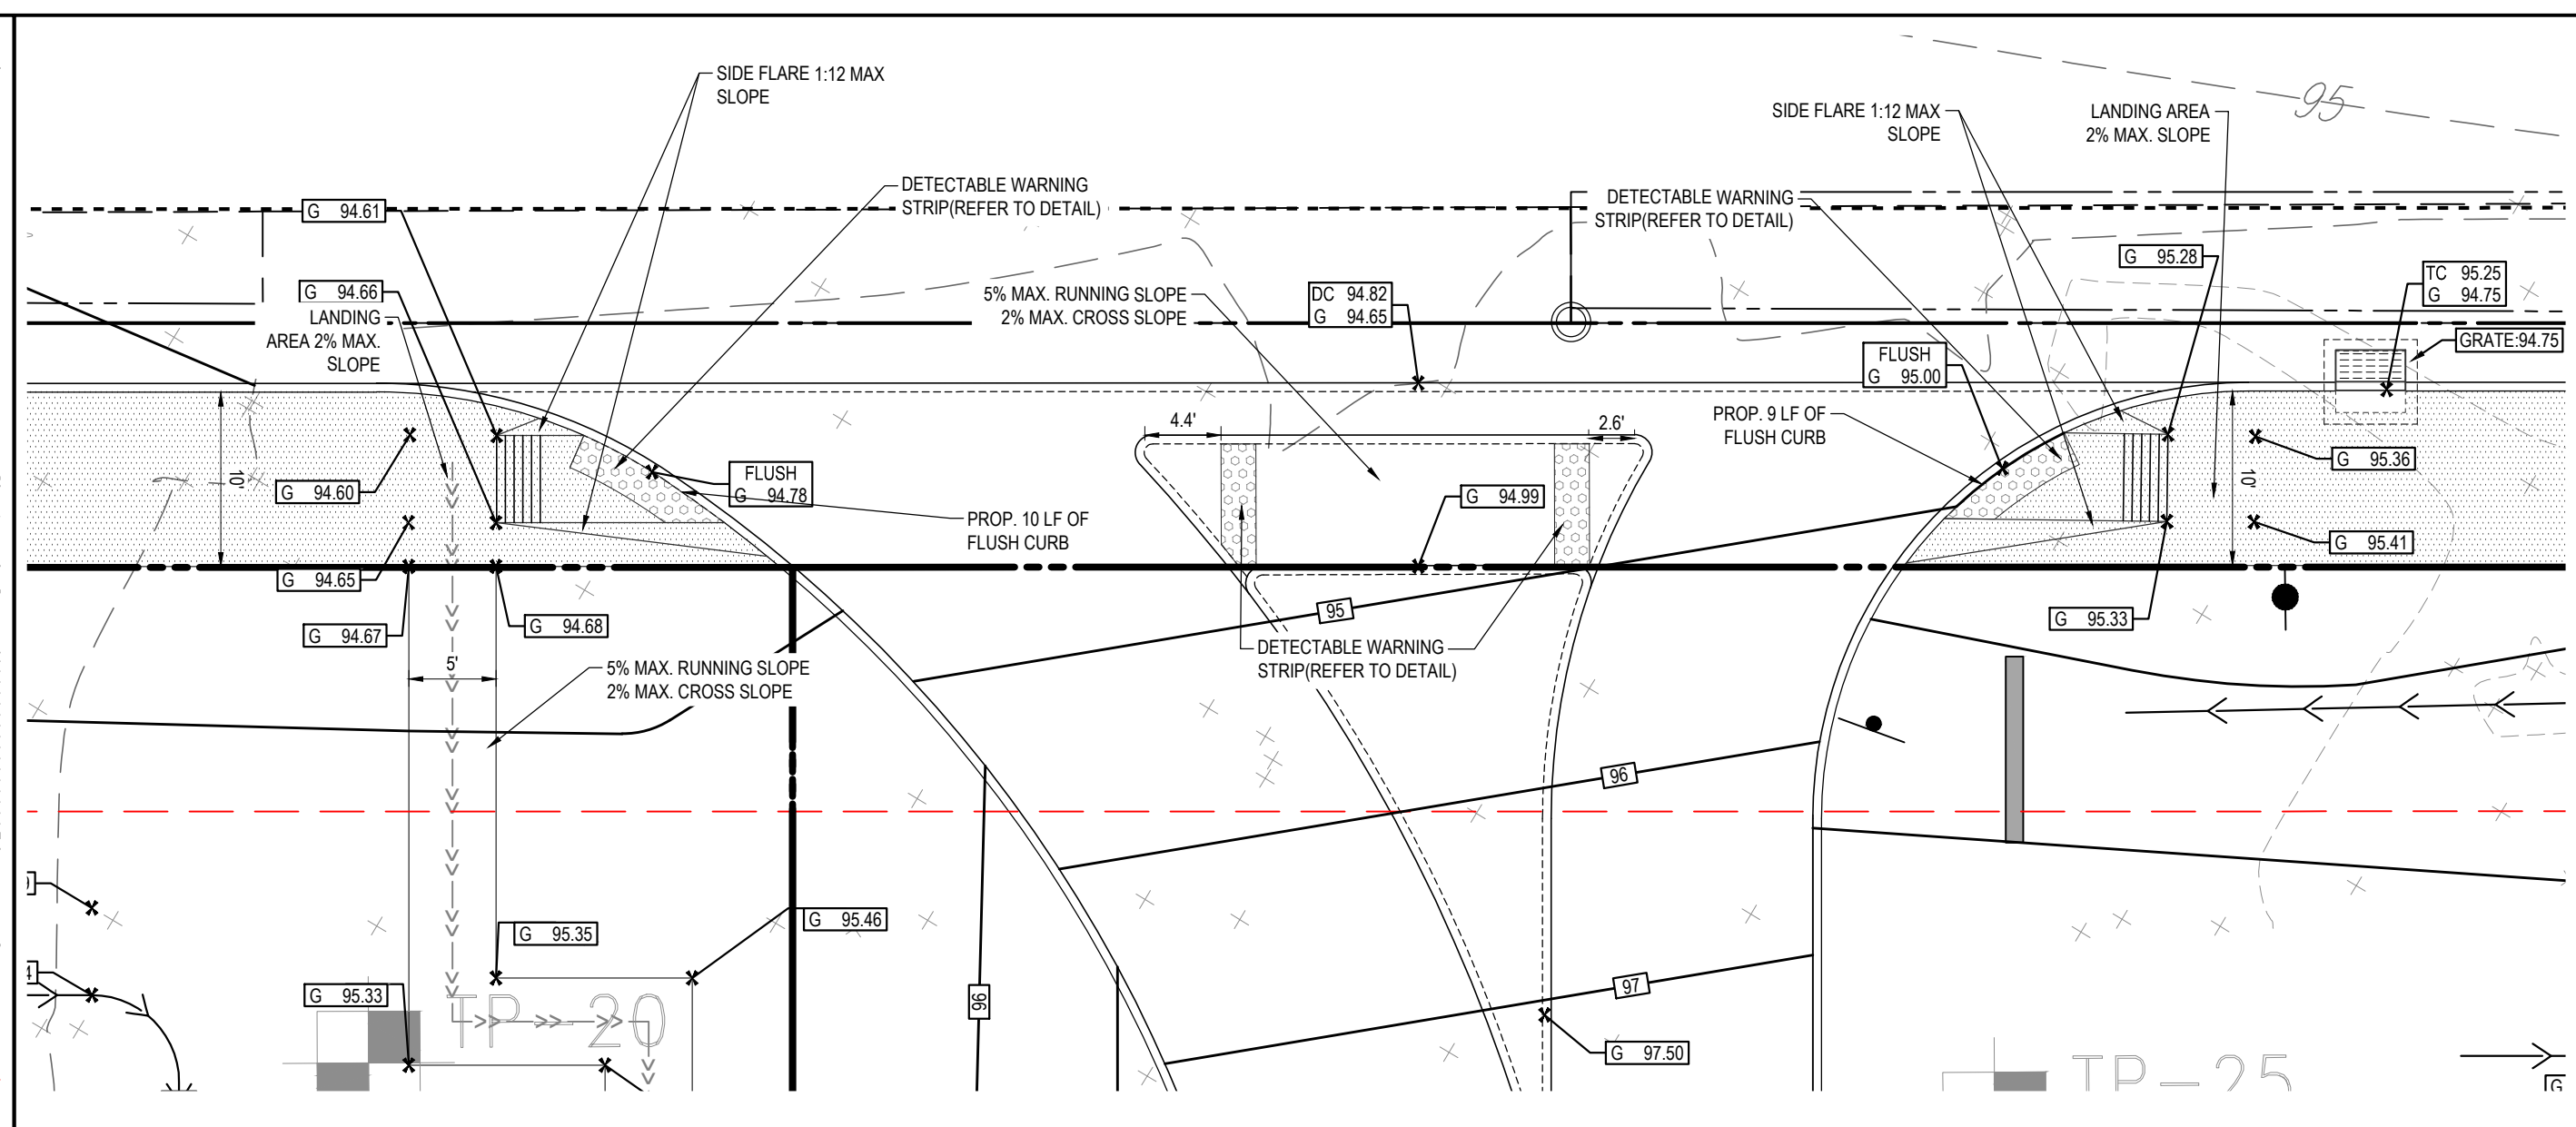 SIDE FLARE 1:12 MAX
SLOPE
95
SIDE FLARE 1:12 MAX
SLOPE
LANDING AREA
2% MAX. SLOPE
DETECTABLE WARNING
STRIP(REFER TO DETAIL)
DETECTABLE WARNING
STRIP(REFER TO DETAIL)
G 94.61
G 95.28
G 94.66
LANDING
AREA 2% MAX.
SLOPE
5% MAX. RUNNING SLOPE
2% MAX. CROSS SLOPE
DC 94.82
G 94.65
TC 95.25
G 94.75
GRATE:94.75
FLUSH
G 95.00
4.4'
2.6'
PROP. 9 LF OF
FLUSH CURB
10'
G 94.60
FLUSH
G 94.78
G 94.99
10'
G 95.36
PROP. 10 LF OF
FLUSH CURB
G 95.41
G 94.65
G 94.67
G 94.68
95
G 95.33
DETECTABLE WARNING
STRIP(REFER TO DETAIL)
5'
5% MAX. RUNNING SLOPE
2% MAX. CROSS SLOPE
96
G 95.35
G 95.46
G 95.33
TP-20
96
97
G 97.50
TP-25
4
G